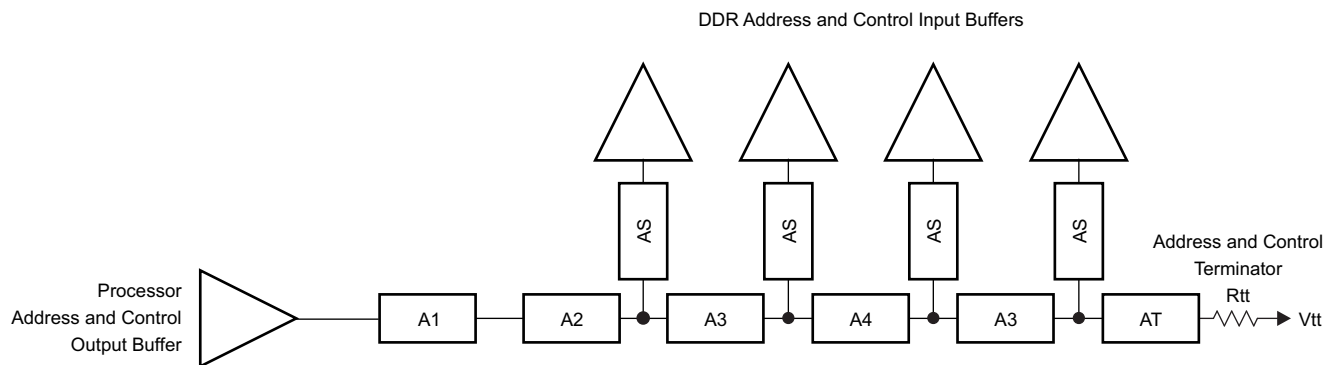 DDR Address and Control Input Buffers
AS
AS
AS
AS
Address and Control
Terminator
Rtt
Vtt
Processor
Address and Control
Output Buffer
A1
A2
A3
A4
A3
AT